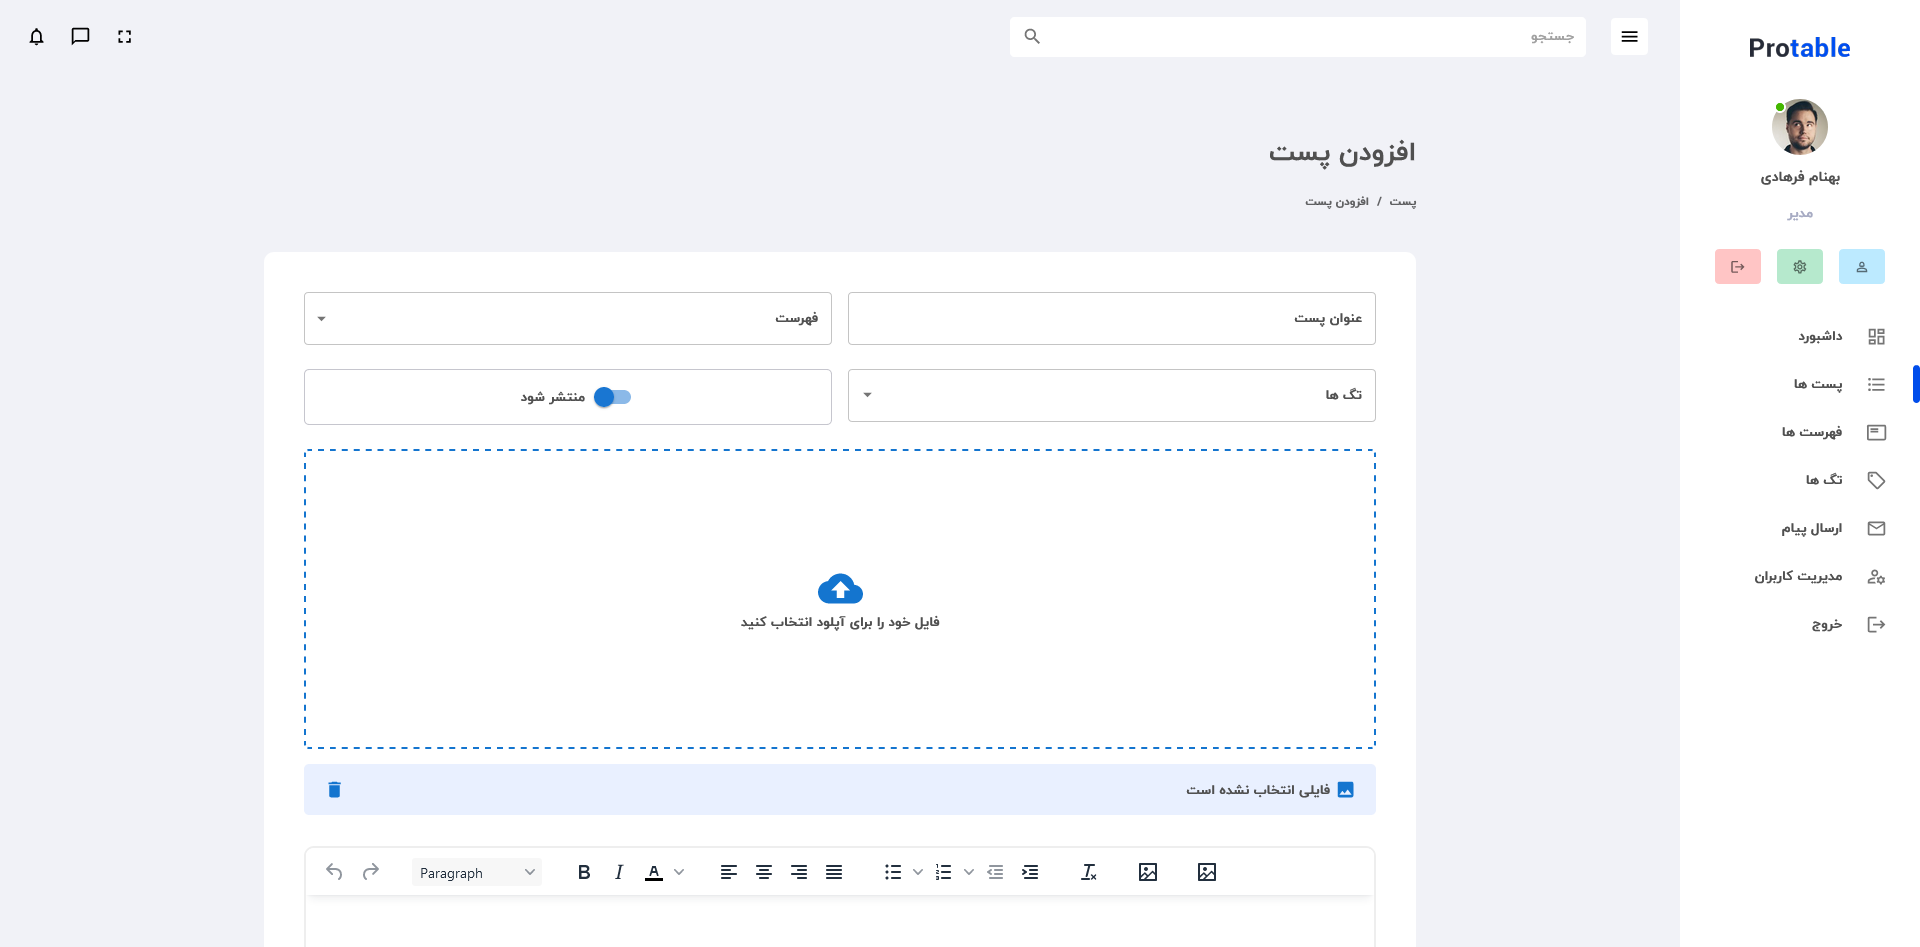 Protable
بهنام فرهادی
مدیر
داشبورد
پست ها
فهرست ها
تگ ها
ارسال پیام
مدیریت کاربران
خروج
جستجو
افزودن پست
پست / افزودن پست
عنوان پست
فهرست
تگ ها
منتشر شود
فایل خود را برای آپلود انتخاب کنید
فایلی انتخاب نشده است
Paragraph